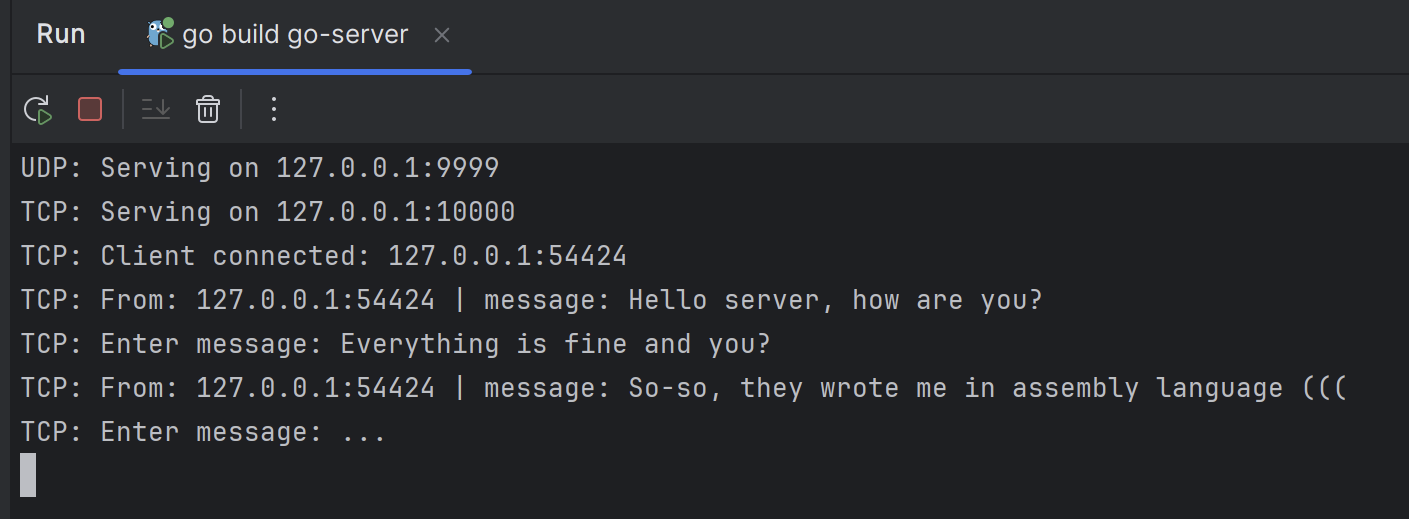 Run go build go-server
UDP: Serving on 127.0.0.1:9999
TCP: Serving on 127.0.0.1:10000
TCP: Client connected: 127.0.0.1:54424
TCP: From: 127.0.0.1:54424 | message: Hello server, how are you?
TCP: Enter message: Everything is fine and you?
TCP: From: 127.0.0.1:54424 | message: So-so, they wrote me in assembly language (((
TCP: Enter message: ...